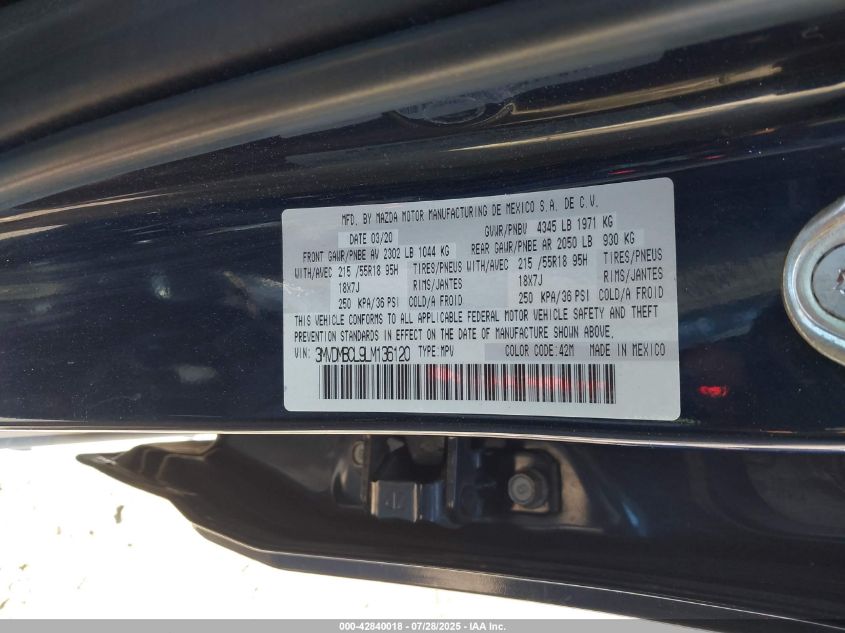 MFD. BY MAZDA MOTOR MANUFACTURING DE MEXICO S.A. DE C.V.
DATE 03/20 GVWR/PNBV 4345 LB 1971 KG
FRONT GAWR/PNBE AV 2302 LB 1044 KG REAR GAWR/PNBE AR 2050 LB 930 KG
WITH/AVEC 215 /55R18 95H TIRES/PNEUS WITH/AVEC 215 /55R18 95H TIRES/PNEUS
18X7J RIMS/JANTES 18X7J RIMS/JANTES
250 KPA/36 PSI COLD/A FROID 250 KPA/36 PSI COLD/A FROID
THIS VEHICLE CONFORMS TO ALL APPLICABLE FEDERAL MOTOR VEHICLE SAFETY AND THEFT
PREVENTION STANDARDS IN EFFECT ON THE DATE OF MANUFACTURE SHOWN ABOVE.
VIN: 3MVDMBCL9LM136120 TYPE:MPV COLOR CODE:42M MADE IN MEXICO
000-42840018 - 07/28/2025 - IAA Inc.